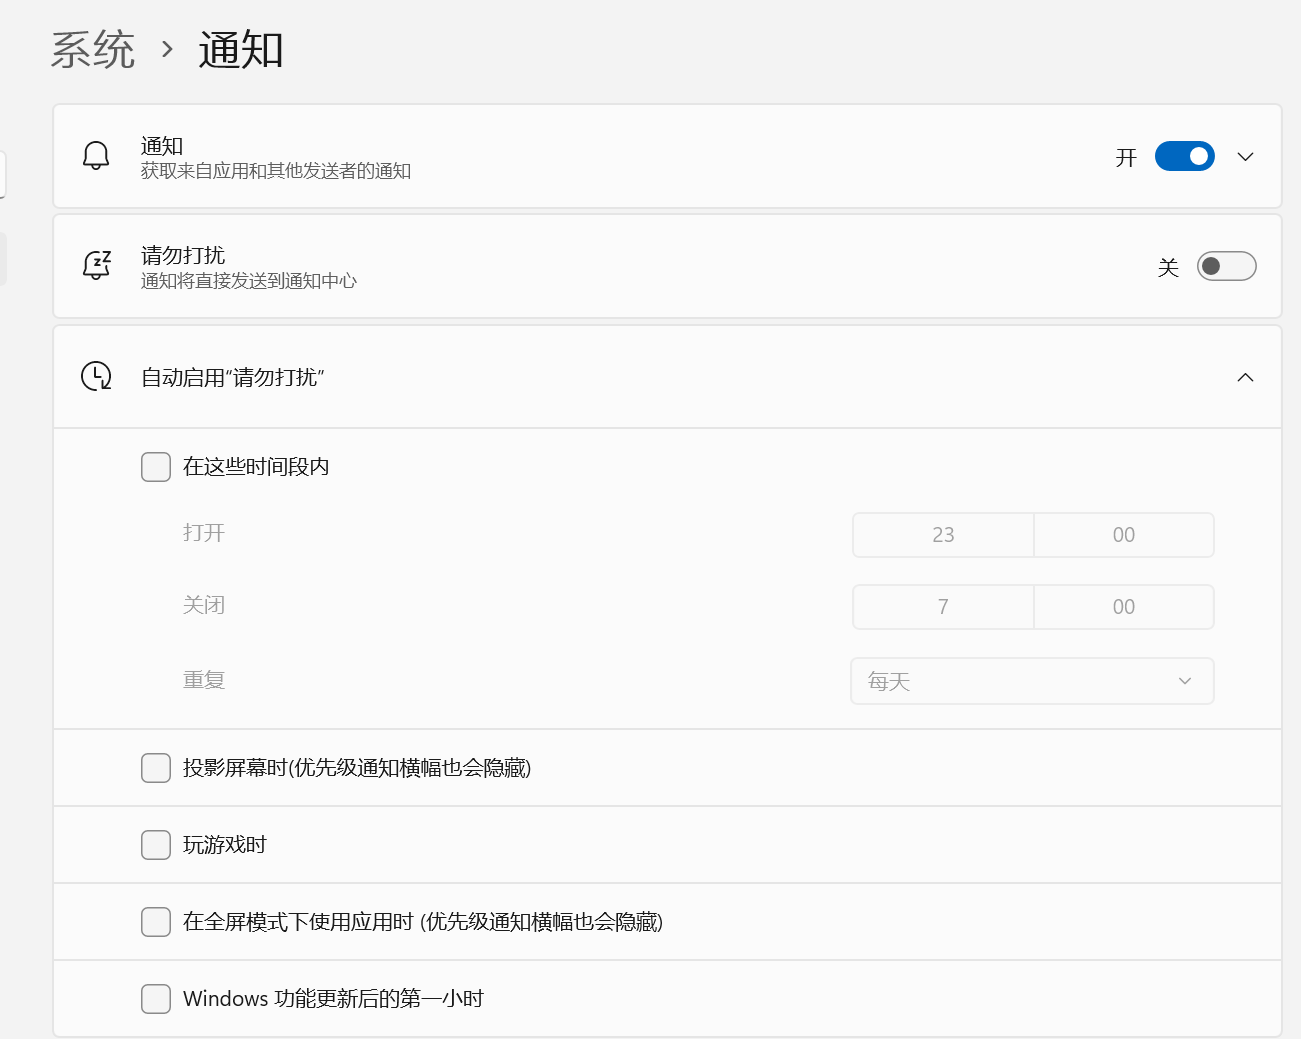 系统 › 通知
通知
获取来自应用和其他发送者的通知
开
请勿打扰
通知将直接发送到通知中心
关
自动启用“请勿打扰”
在这些时间段内
打开 23 00
关闭 7 00
重复 每天
投影屏幕时(优先级通知横幅也会隐藏)
玩游戏时
在全屏模式下使用应用时 (优先级通知横幅也会隐藏)
Windows 功能更新后的第一小时